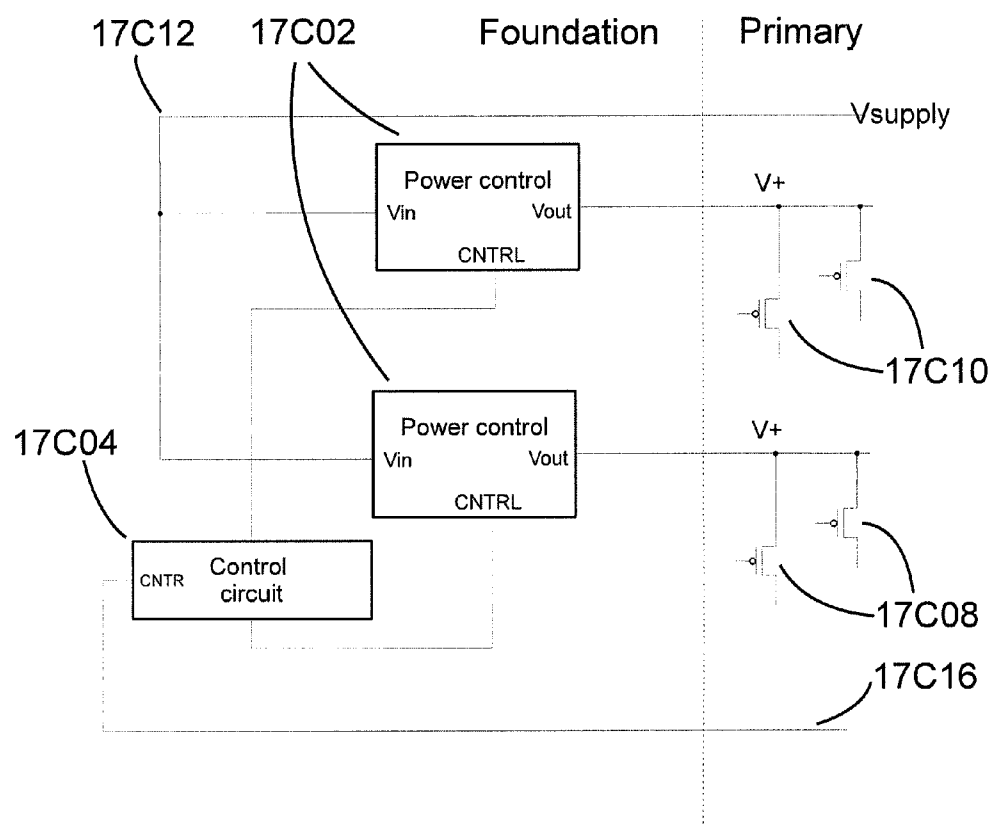 17C12
17C02
Foundation
Primary
Vsupply
Power control
Vin
Vout
CNTRL
V+
17C10
Power control
Vin
Vout
CNTRL
V+
17C04
CNTR
Control
circuit
17C08
17C16